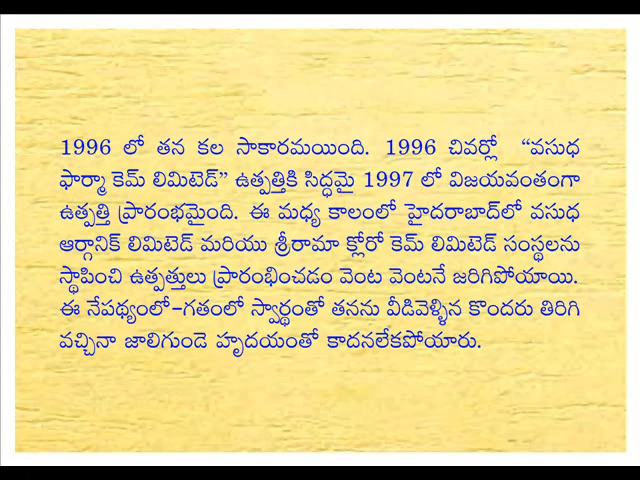 1996 లో తన కల సాకారమయింది. 1996 చివర్లో “వసుధ
ఫార్మా కెమ్ లిమిటెడ్” ఉత్పత్తికి సిద్ధమై 1997 లో విజయవంతంగా
ఉత్పత్తి ప్రారంభమైంది. ఈ మధ్య కాలంలో హైదరాబాద్‌లో వసుధ
ఆర్గానిక్ లిమిటెడ్ మరియు శ్రీరామా క్లోరో కెమ్ లిమిటెడ్ సంస్థలను
స్థాపించి ఉత్పత్తులు ప్రారంభించడం వెంట వెంటనే జరిగిపోయాయి.
ఈ నేపథ్యంలో-గతంలో స్వార్థంతో తనను వీడివెళ్ళిన కొందరు తిరిగి
వచ్చినా జాలిగుండె హృదయంతో కాదనలేకపోయారు.